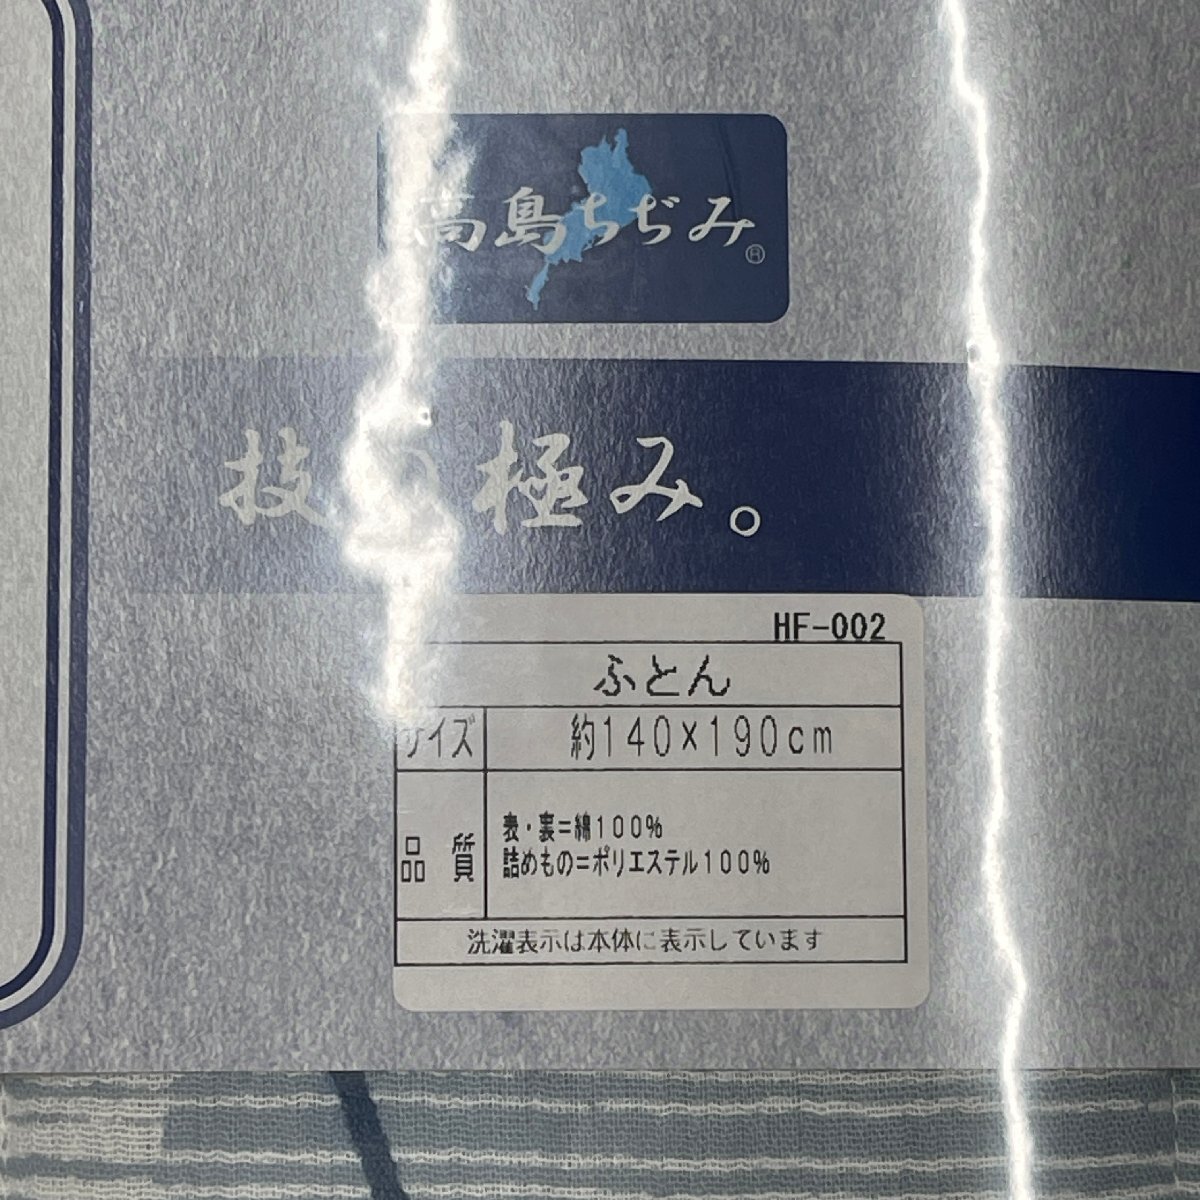 高島ちぢみ®
技の極み。
HF-002
ふとん
サイズ 約140×190cm
品質 表・裏=綿100%
詰めもの=ポリエステル100%
洗濯表示は本体に表示しています